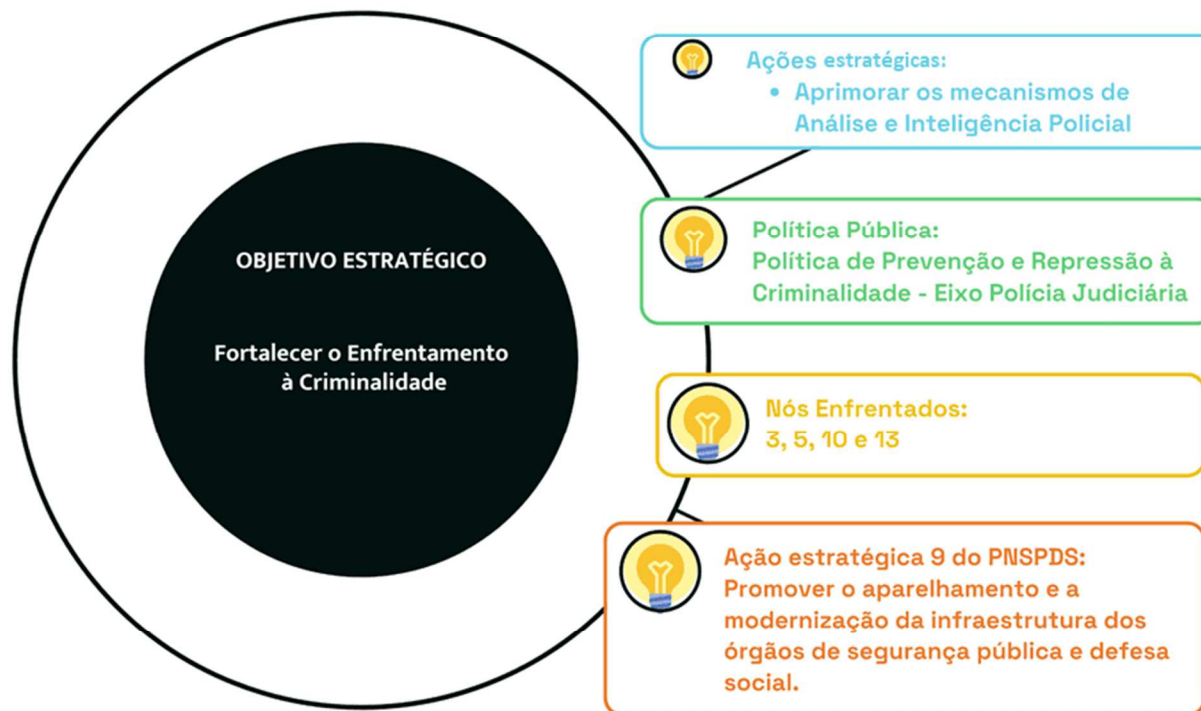 OBJETIVO ESTRATÉGICO
Fortalecer o Enfrentamento
à Criminalidade
Ações estratégicas:
• Aprimorar os mecanismos de
Análise e Inteligência Policial
Política Pública:
Política de Prevenção e Repressão à
Criminalidade - Eixo Polícia Judiciária
Nós Enfrentados:
3, 5, 10 e 13
Ação estratégica 9 do PNSPDS:
Promover o aparelhamento e a
modernização da infraestrutura dos
órgãos de segurança pública e defesa
social.